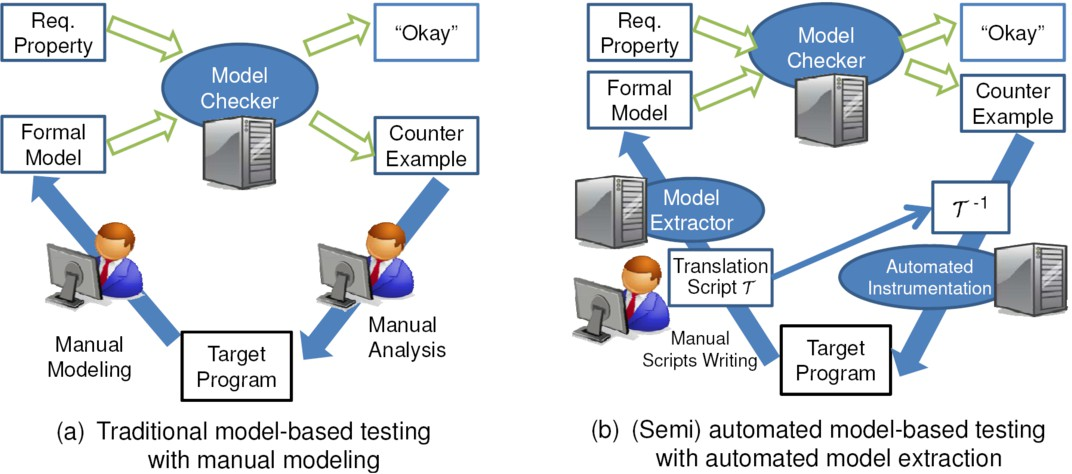 Req.
Property
“Okay”
Model
Checker
Formal
Model
Counter
Example
Manual
Modeling
Manual
Analysis
Target
Program
(a) Traditional model-based testing
with manual modeling
Req.
Property
“Okay”
Model
Checker
Formal
Model
Counter
Example
Model
Extractor
𝒯 -1
Translation
Script 𝒯
Automated
Instrumentation
Manual
Scripts Writing
Target
Program
(b) (Semi) automated model-based testing
with automated model extraction